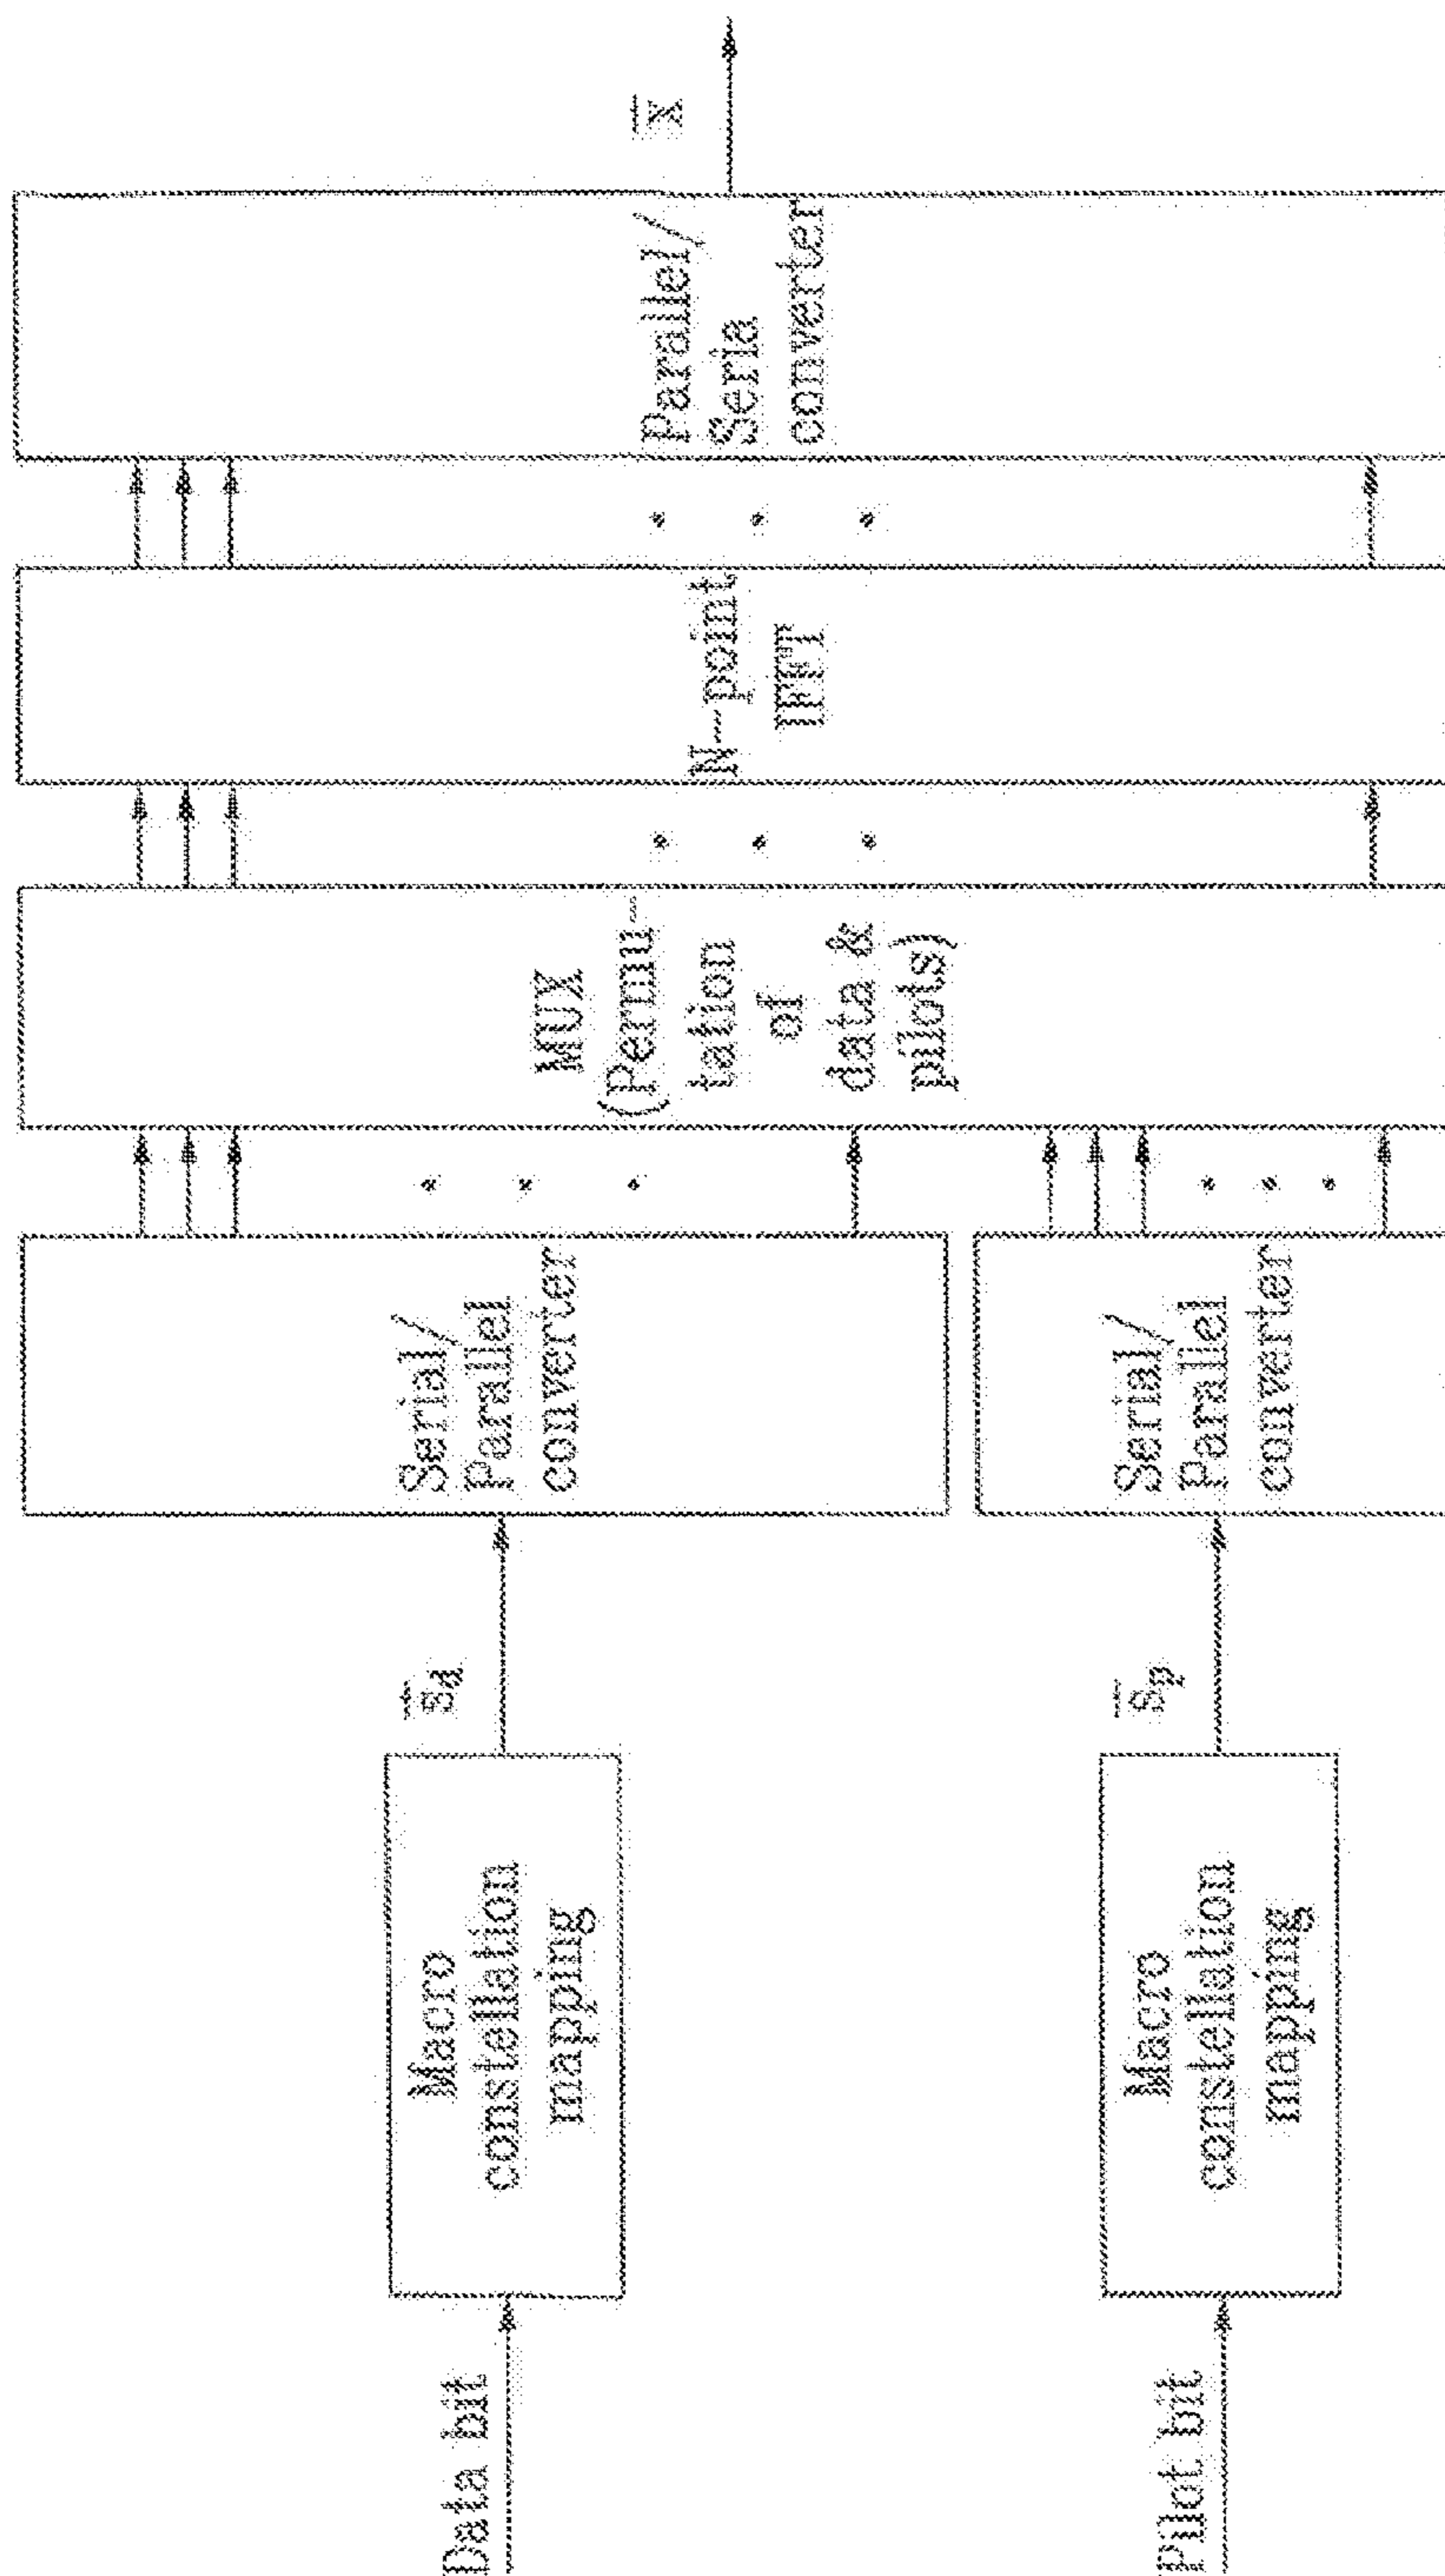 Data bit
Macro
constellation
mapping
s̅d
Serial/
Parallel
converter
Pilot bit
Macro
constellation
mapping
s̅p
Serial/
Parallel
converter
MUX
(Permu-
tation
of
data &
pilots)
N-point
IFFT
Parallel/
Seria
converter
x̅